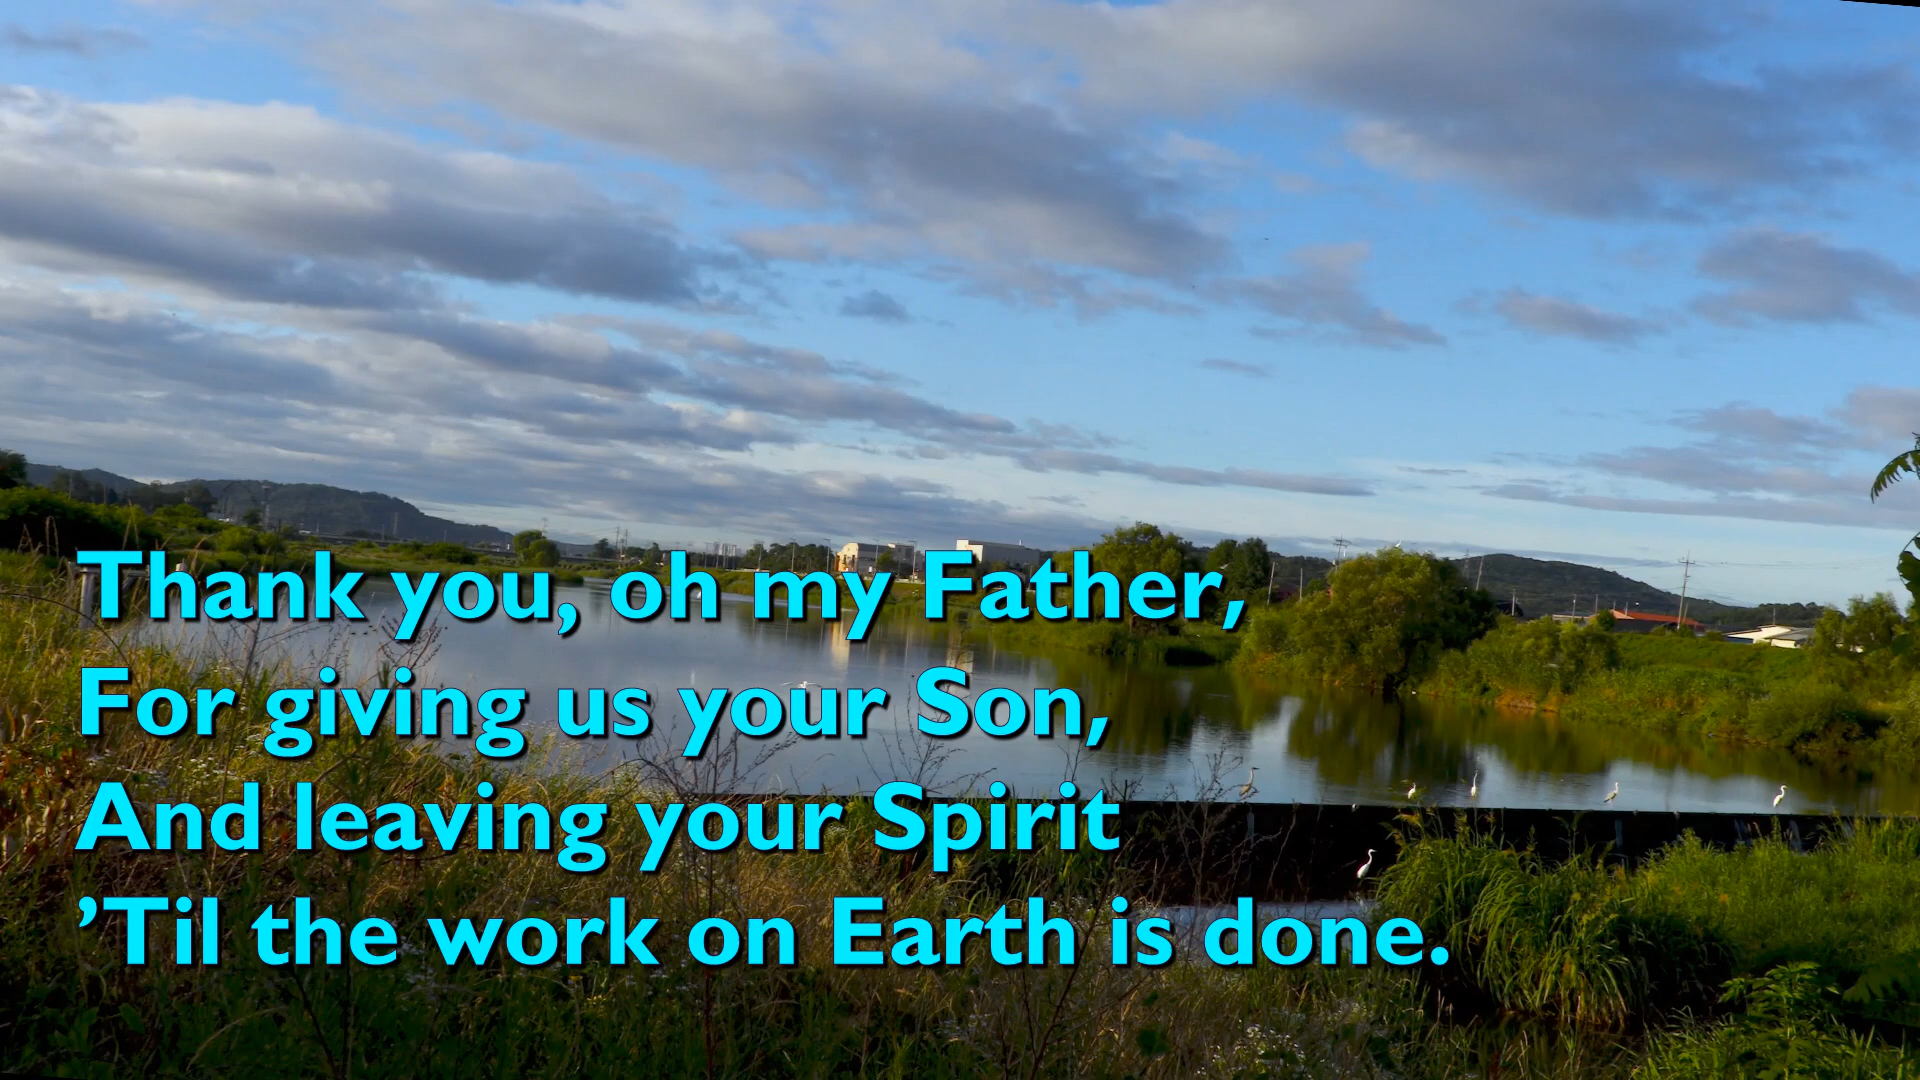 Thank you, oh my Father,
For giving us your Son,
And leaving your Spirit
’Til the work on Earth is done.